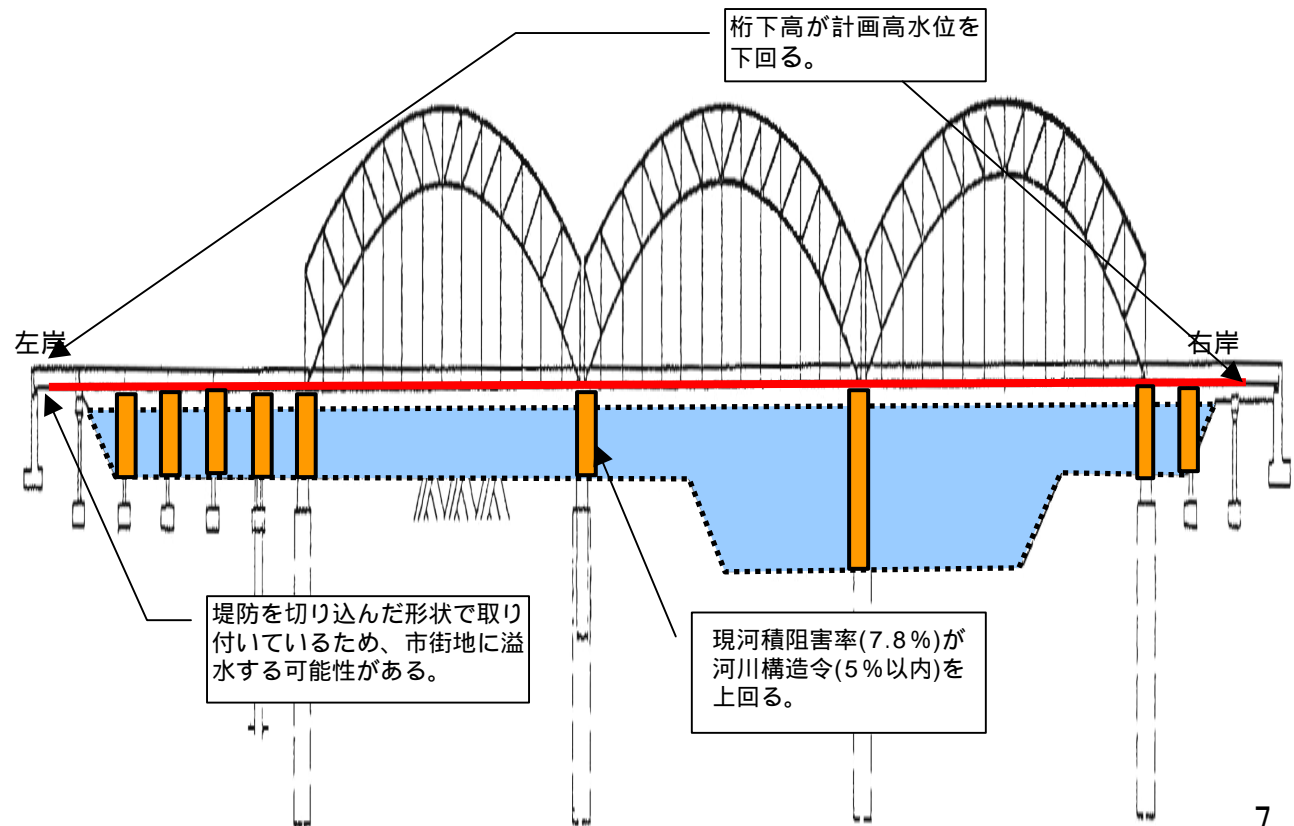 桁下高が計画高水位を
下回る。
左岸
右岸
堤防を切り込んだ形状で取り
付いているため、市街地に溢
水する可能性がある。
現河積阻害率(7.8%)が
河川構造令(5%以内)を
上回る。
7